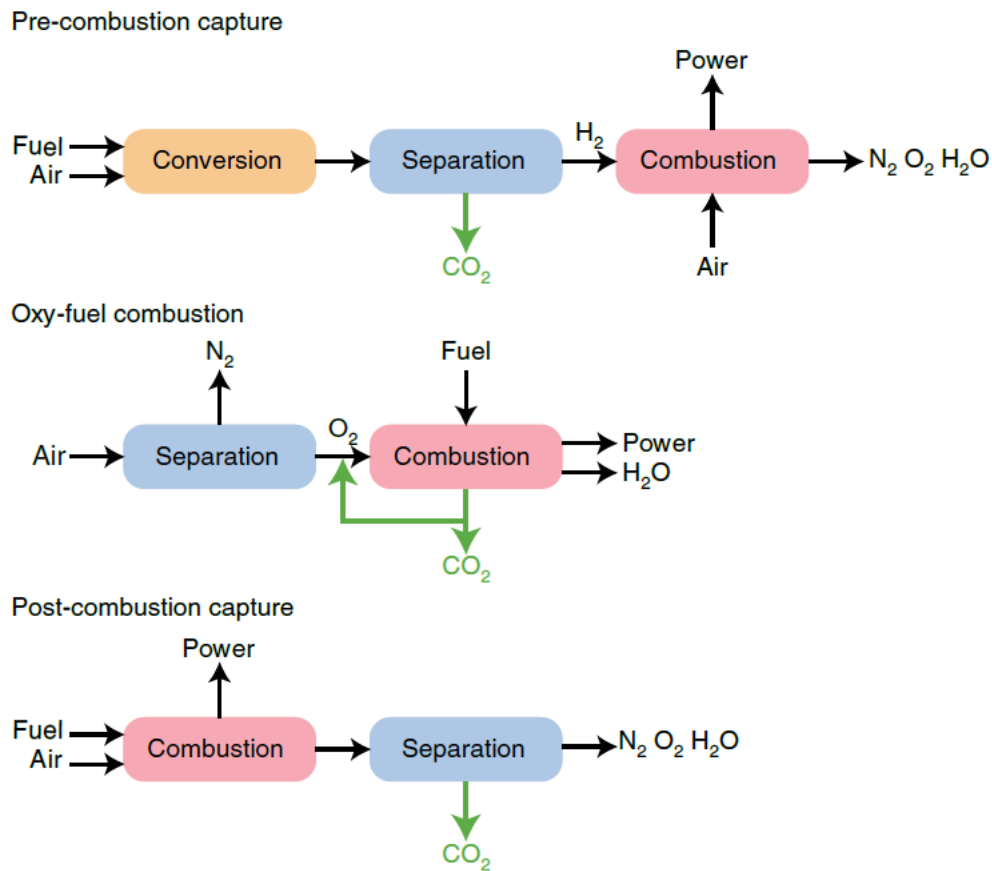 Pre-combustion capture
Power
Fuel
Air
Conversion
Separation
H₂
Combustion
N₂ O₂ H₂O
CO₂
Air
Oxy-fuel combustion
N₂
Fuel
Air
Separation
O₂
Combustion
Power
H₂O
CO₂
Post-combustion capture
Power
Fuel
Air
Combustion
Separation
N₂ O₂ H₂O
CO₂